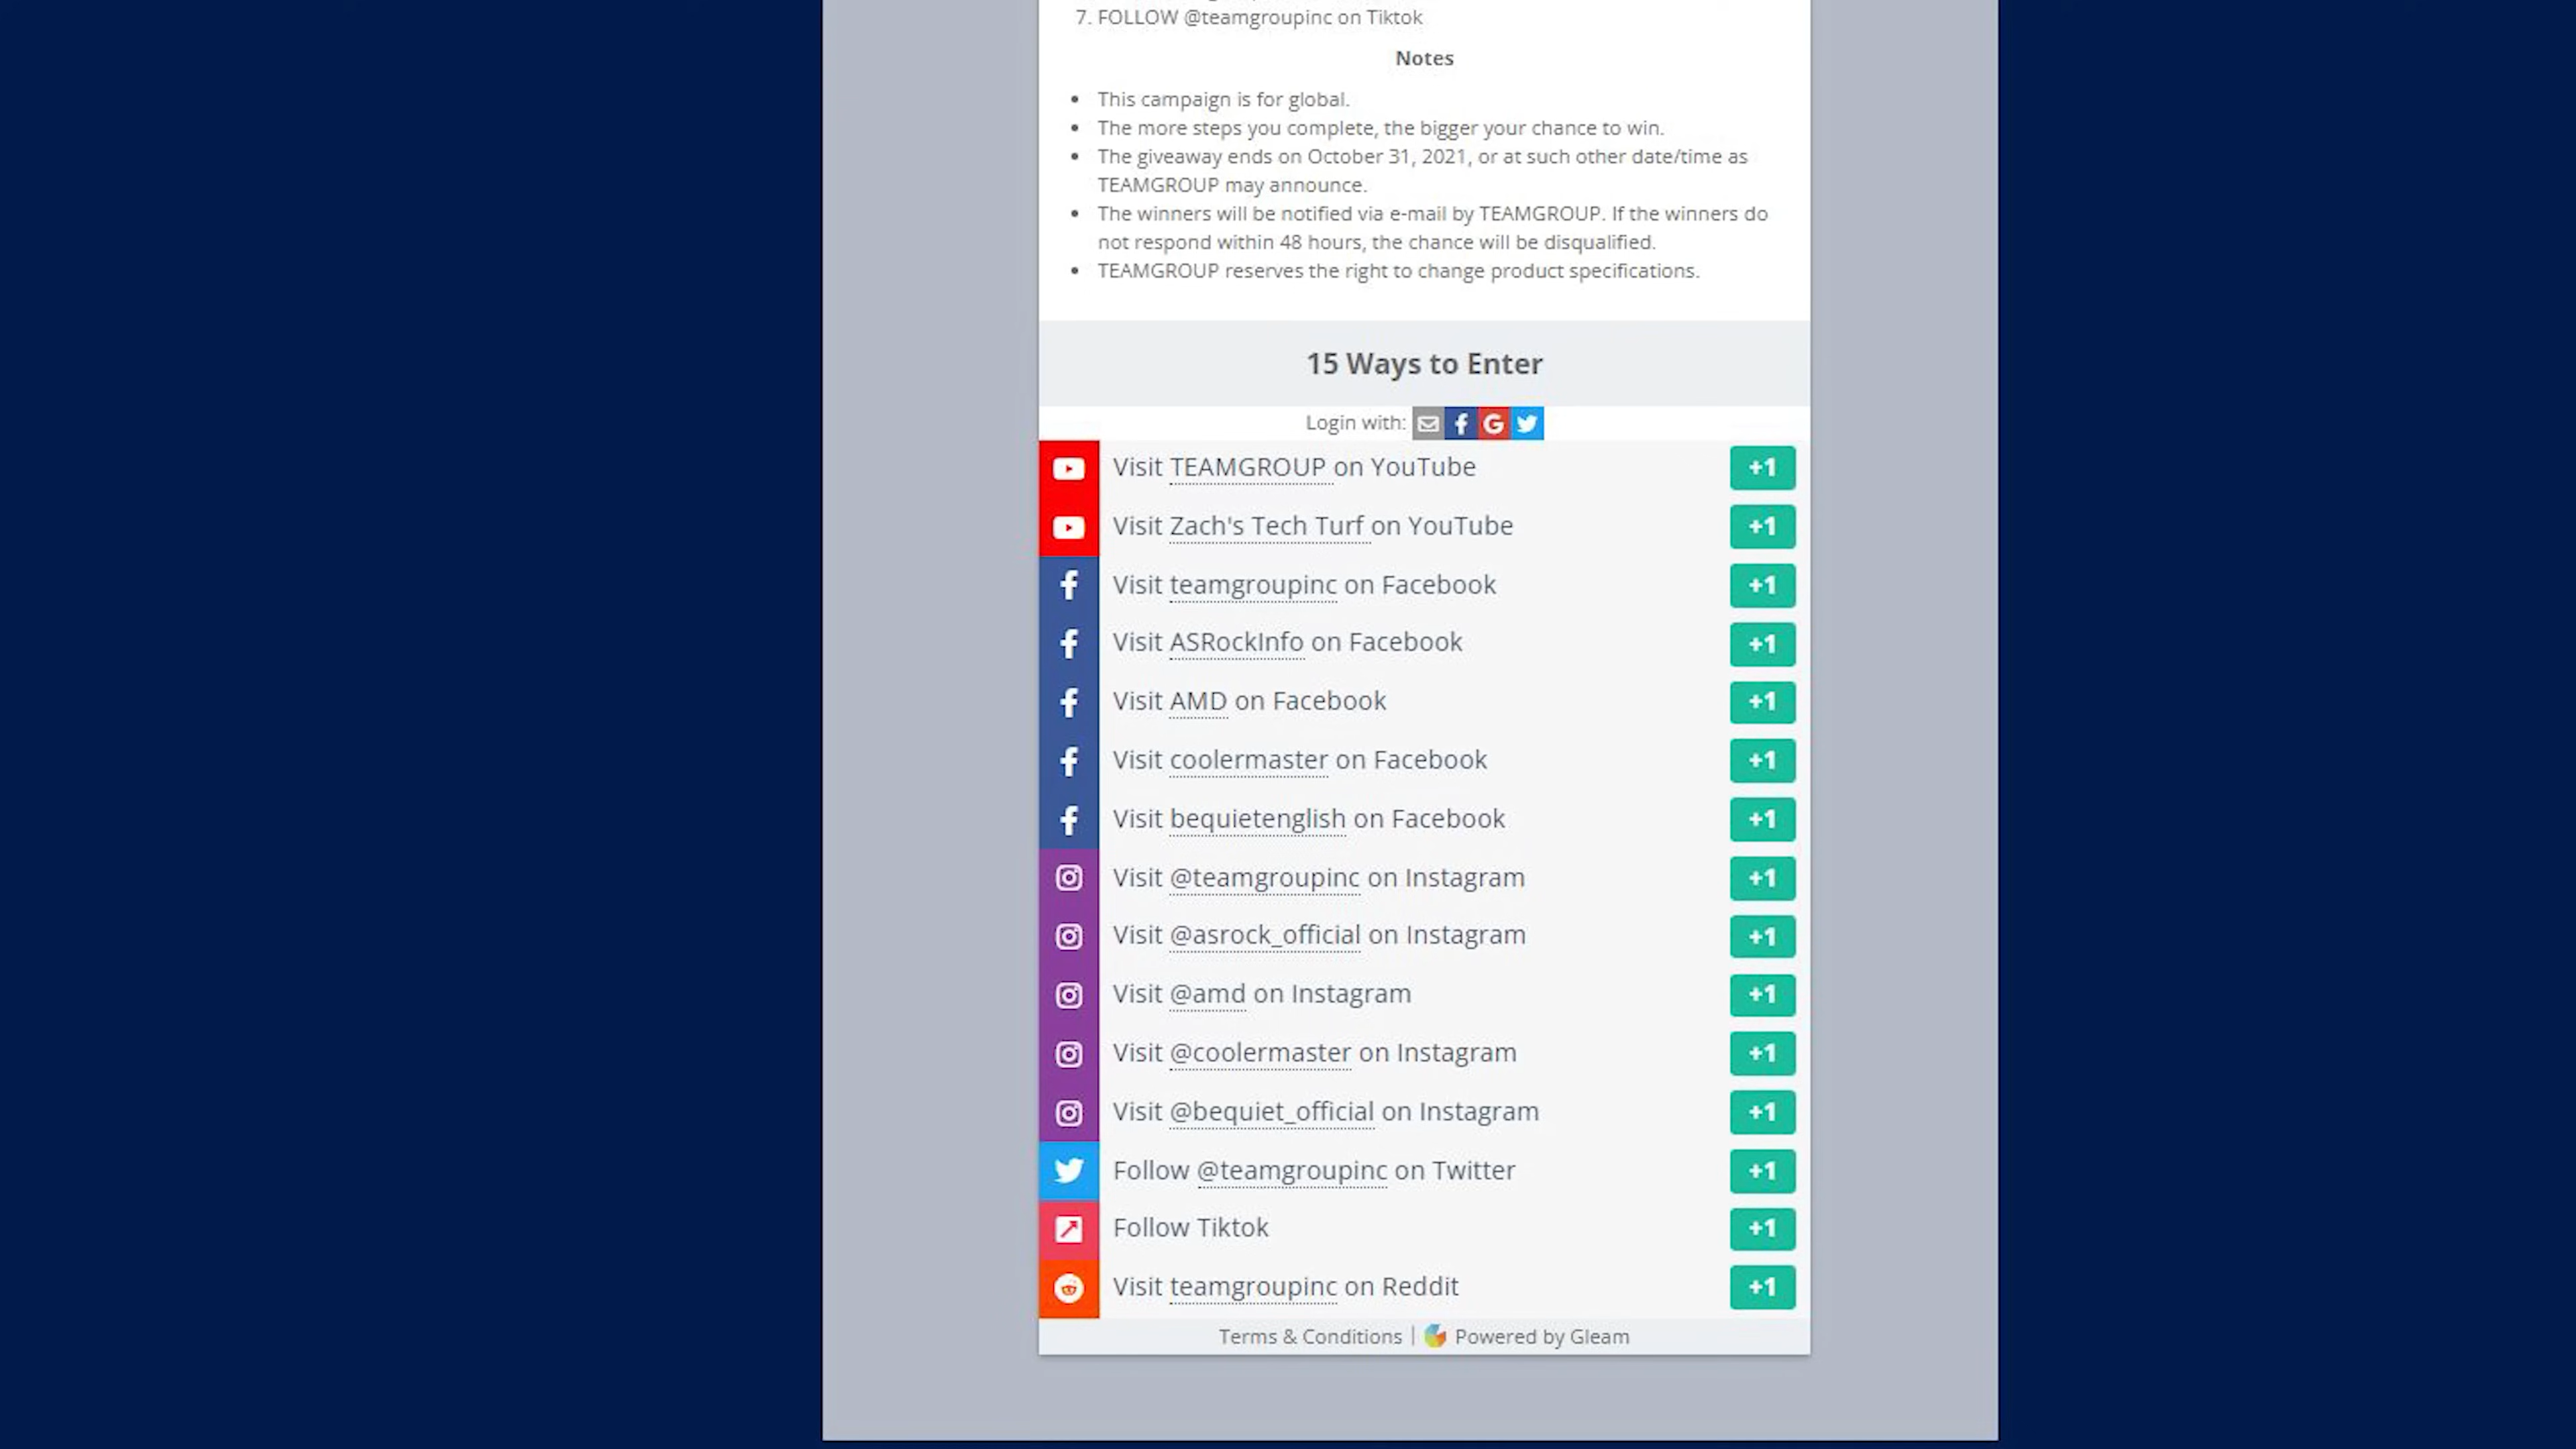 7. FOLLOW @teamgroupinc on Tiktok
Notes
• This campaign is for global.
• The more steps you complete, the bigger your chance to win.
• The giveaway ends on October 31, 2021, or at such other date/time as
TEAMGROUP may announce.
• The winners will be notified via e-mail by TEAMGROUP. If the winners do
not respond within 48 hours, the chance will be disqualified.
• TEAMGROUP reserves the right to change product specifications.
15 Ways to Enter
Login with:
Visit TEAMGROUP on YouTube +1
Visit Zach's Tech Turf on YouTube +1
Visit teamgroupinc on Facebook +1
Visit ASRockInfo on Facebook +1
Visit AMD on Facebook +1
Visit coolermaster on Facebook +1
Visit bequietenglish on Facebook +1
Visit @teamgroupinc on Instagram +1
Visit @asrock_official on Instagram +1
Visit @amd on Instagram +1
Visit @coolermaster on Instagram +1
Visit @bequiet_official on Instagram +1
Follow @teamgroupinc on Twitter +1
Follow Tiktok +1
Visit teamgroupinc on Reddit +1
Terms & Conditions | Powered by Gleam